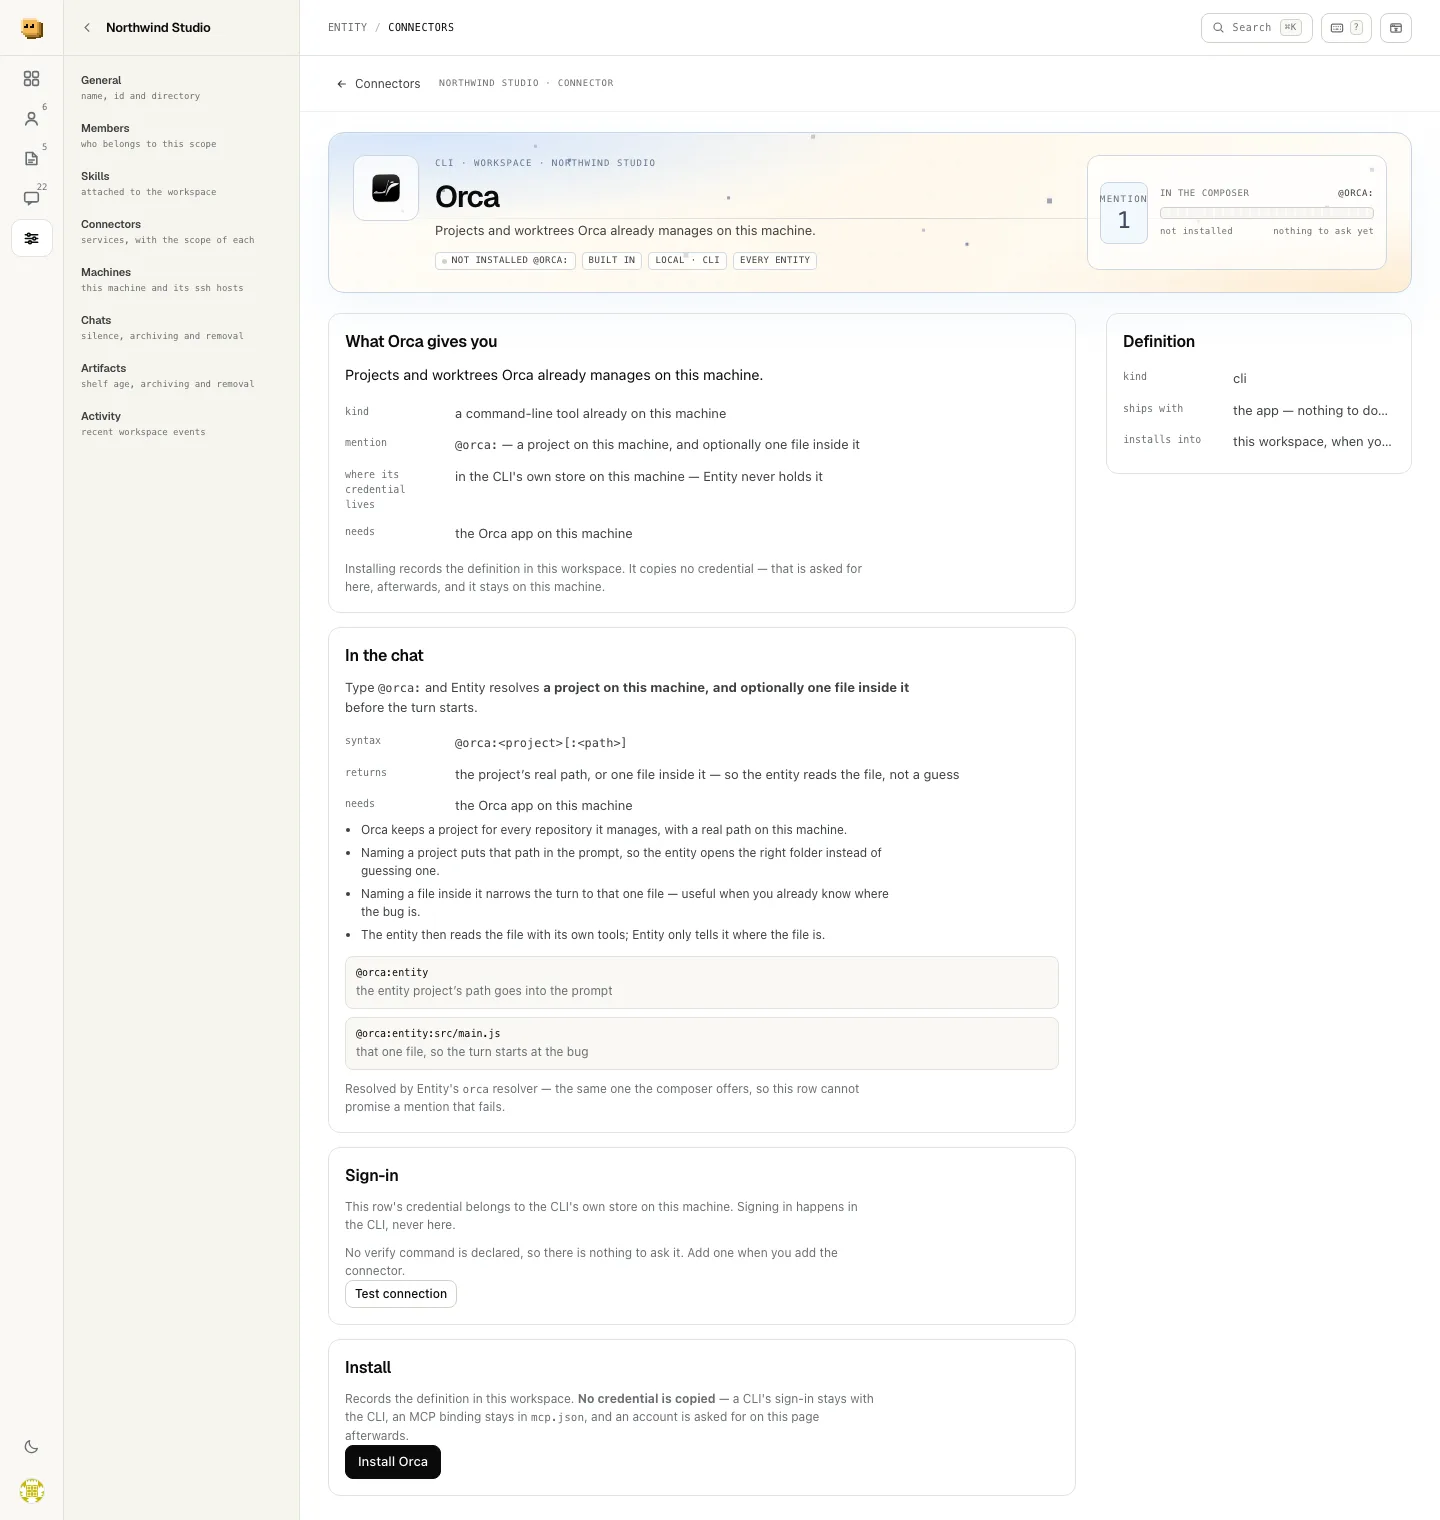 Northwind Studio
ENTITY / CONNECTORS
Search ⌘K
?
6
5
22
General
name, id and directory
Members
who belongs to this scope
Skills
attached to the workspace
Connectors
services, with the scope of each
Machines
this machine and its ssh hosts
Chats
silence, archiving and removal
Artifacts
shelf age, archiving and removal
Activity
recent workspace events
← Connectors
NORTHWIND STUDIO · CONNECTOR
CLI · WORKSPACE · NORTHWIND STUDIO
Orca
Projects and worktrees Orca already manages on this machine.
NOT INSTALLED @ORCA:
BUILT IN
LOCAL · CLI
EVERY ENTITY
MENTION
1
IN THE COMPOSER
@ORCA:
not installed
nothing to ask yet
What Orca gives you
Projects and worktrees Orca already manages on this machine.
kind
a command-line tool already on this machine
mention
@orca: — a project on this machine, and optionally one file inside it
where its
credential
lives
in the CLI's own store on this machine — Entity never holds it
needs
the Orca app on this machine
Installing records the definition in this workspace. It copies no credential — that is asked for
here, afterwards, and it stays on this machine.
Definition
kind
cli
ships with
the app — nothing to do…
installs into
this workspace, when yo…
In the chat
Type @orca: and Entity resolves a project on this machine, and optionally one file inside it
before the turn starts.
syntax
@orca:<project>[:<path>]
returns
the project's real path, or one file inside it — so the entity reads the file, not a guess
needs
the Orca app on this machine
• Orca keeps a project for every repository it manages, with a real path on this machine.
• Naming a project puts that path in the prompt, so the entity opens the right folder instead of
guessing one.
• Naming a file inside it narrows the turn to that one file — useful when you already know where
the bug is.
• The entity then reads the file with its own tools; Entity only tells it where the file is.
@orca:entity
the entity project's path goes into the prompt
@orca:entity:src/main.js
that one file, so the turn starts at the bug
Resolved by Entity's orca resolver — the same one the composer offers, so this row cannot
promise a mention that fails.
Sign-in
This row's credential belongs to the CLI's own store on this machine. Signing in happens in
the CLI, never here.
No verify command is declared, so there is nothing to ask it. Add one when you add the
connector.
Test connection
Install
Records the definition in this workspace. No credential is copied — a CLI's sign-in stays with
the CLI, an MCP binding stays in mcp.json, and an account is asked for on this page
afterwards.
Install Orca